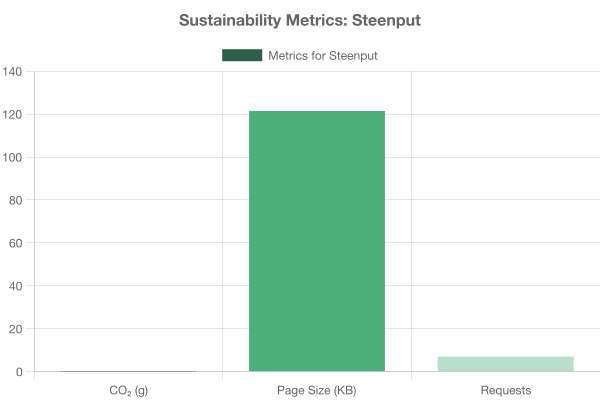 Sustainability Metrics: Steenput
Metrics for Steenput
140
120
100
80
60
40
20
0
CO₂ (g)
Page Size (KB)
Requests